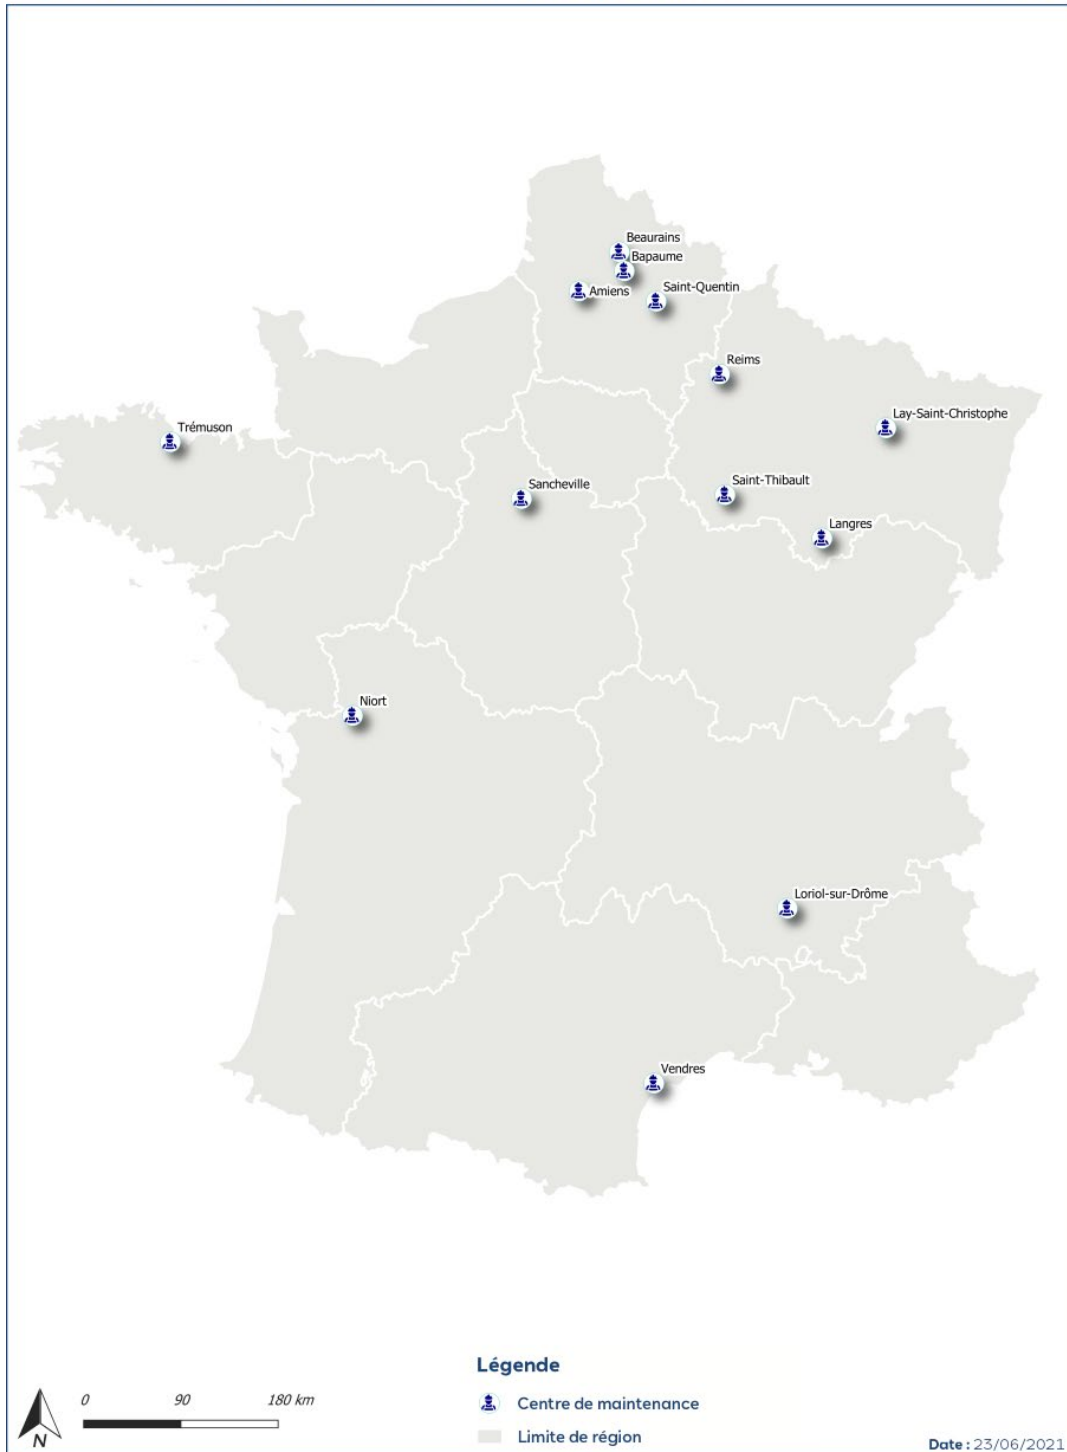 Beaurains
Bapaume
Amiens
Saint-Quentin
Reims
Lay-Saint-Christophe
Trémuson
Saint-Thibault
Sancheville
Langres
Niort
Loriol-sur-Drôme
Vendres
Légende
0 90 180 km
Centre de maintenance
N
Limite de région
Date : 23/06/2021